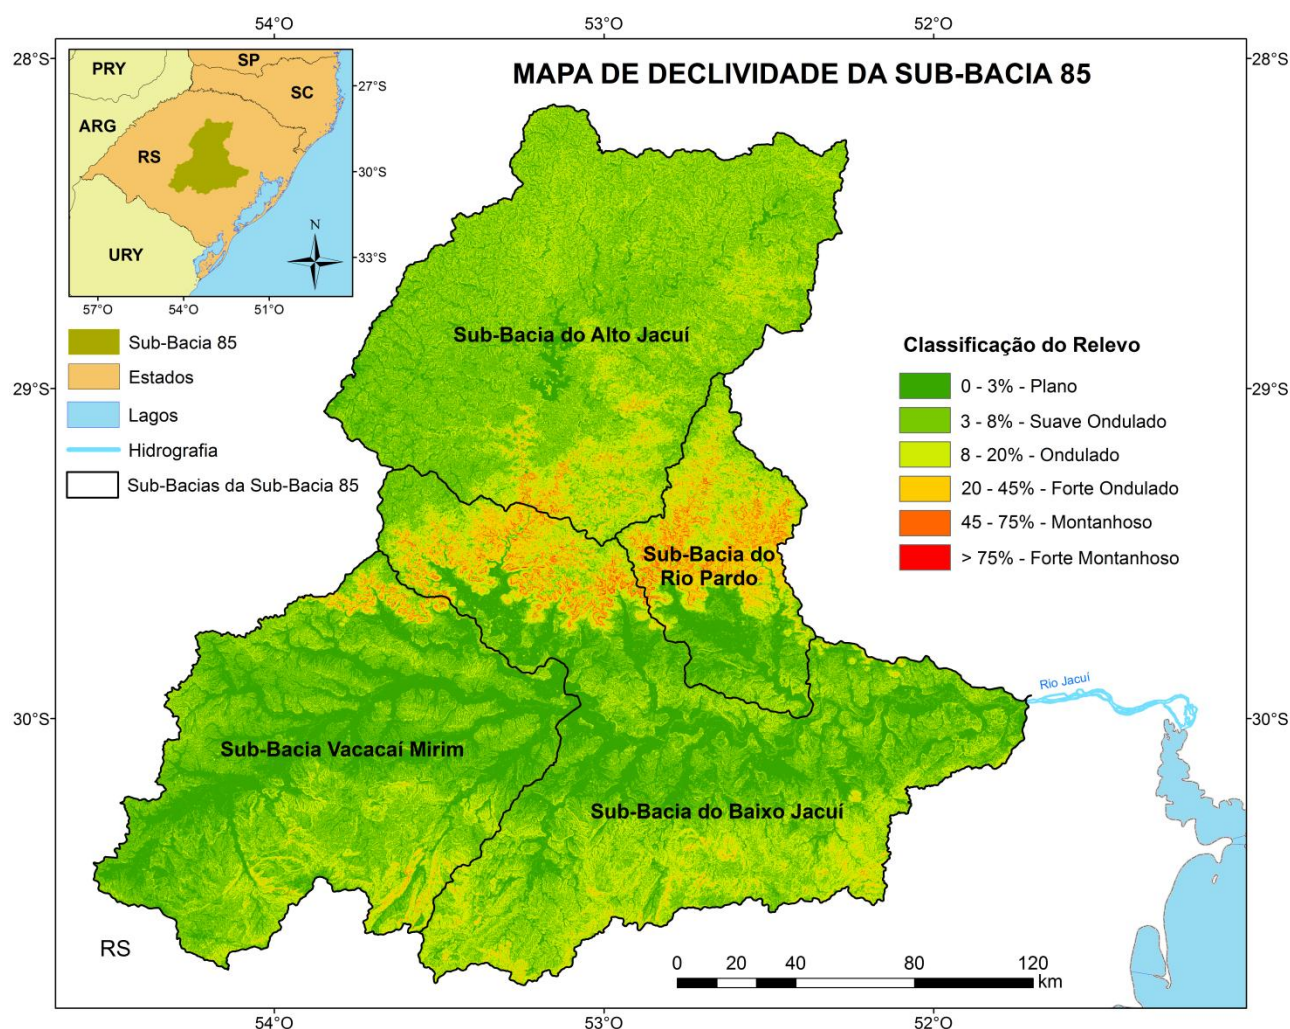 54°O
53°O
52°O
28°S
28°S
MAPA DE DECLIVIDADE DA SUB-BACIA 85
PRY
SP
SC
ARG
RS
URY
N
27°S
30°S
33°S
57°O
54°O
51°O
Sub-Bacia 85
Estados
Lagos
Hidrografia
Sub-Bacias da Sub-Bacia 85
Sub-Bacia do Alto Jacuí
Classificação do Relevo
0 - 3% - Plano
3 - 8% - Suave Ondulado
8 - 20% - Ondulado
20 - 45% - Forte Ondulado
45 - 75% - Montanhoso
> 75% - Forte Montanhoso
29°S
29°S
Sub-Bacia do
Rio Pardo
Rio Jacuí
30°S
30°S
Sub-Bacia Vacacaí Mirim
Sub-Bacia do Baixo Jacuí
RS
0
20
40
80
120
km
54°O
53°O
52°O